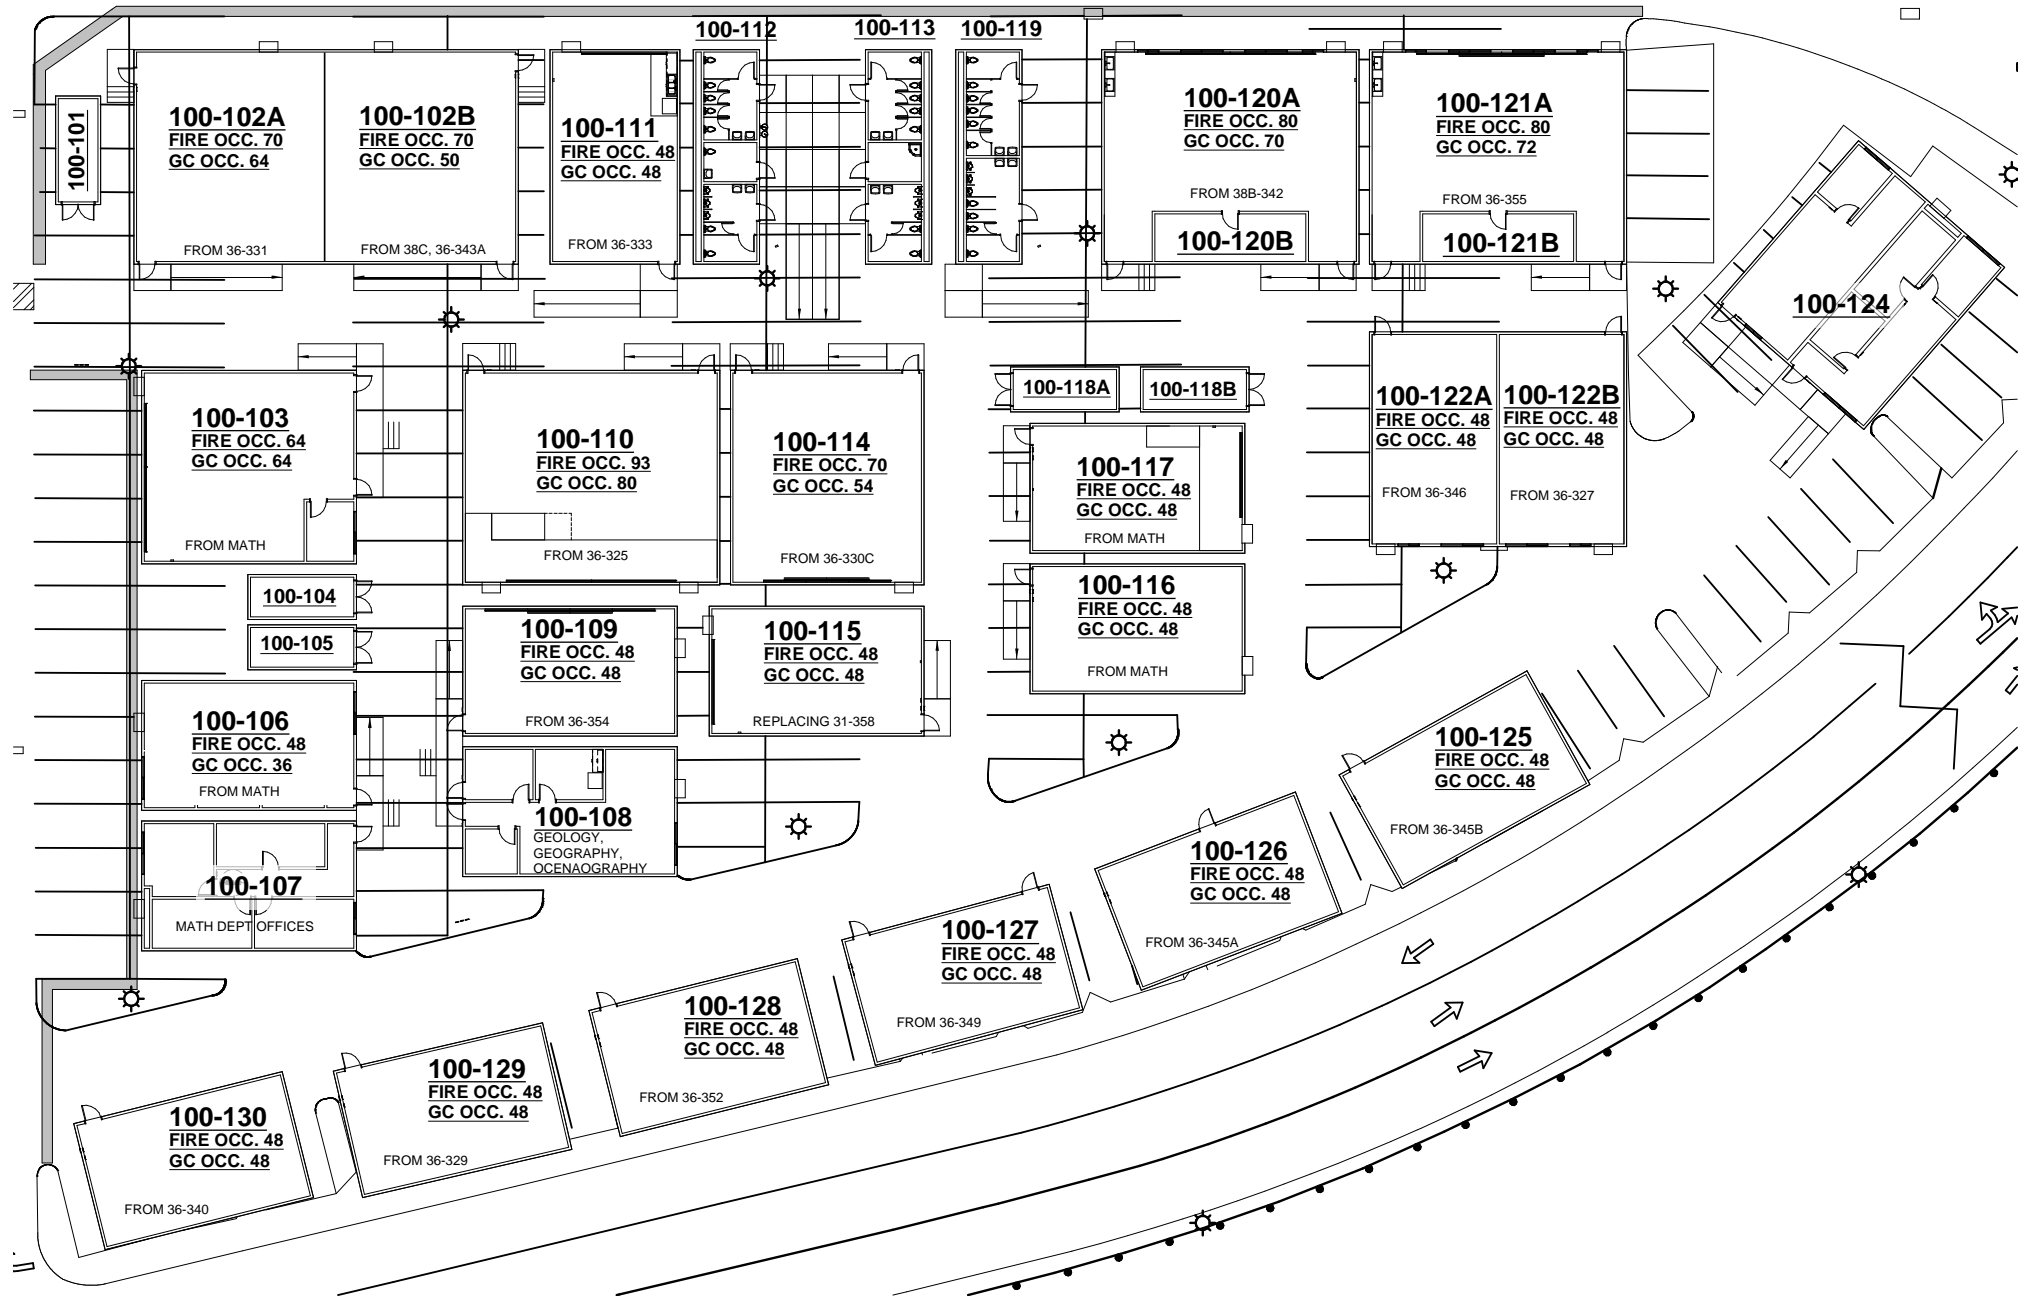 100-112
100-113
100-119
100-101
100-102A
FIRE OCC. 70
GC OCC. 64
FROM 36-331
100-102B
FIRE OCC. 70
GC OCC. 50
FROM 38C, 36-343A
100-111
FIRE OCC. 48
GC OCC. 48
FROM 36-333
100-120A
FIRE OCC. 80
GC OCC. 70
FROM 38B-342
100-120B
100-121A
FIRE OCC. 80
GC OCC. 72
FROM 36-355
100-121B
100-124
100-103
FIRE OCC. 64
GC OCC. 64
FROM MATH
100-110
FIRE OCC. 93
GC OCC. 80
FROM 36-325
100-114
FIRE OCC. 70
GC OCC. 54
FROM 36-330C
100-118A
100-118B
100-117
FIRE OCC. 48
GC OCC. 48
FROM MATH
100-122A
FIRE OCC. 48
GC OCC. 48
FROM 36-346
100-122B
FIRE OCC. 48
GC OCC. 48
FROM 36-327
100-104
100-105
100-109
FIRE OCC. 48
GC OCC. 48
FROM 36-354
100-115
FIRE OCC. 48
GC OCC. 48
REPLACING 31-358
100-116
FIRE OCC. 48
GC OCC. 48
FROM MATH
100-106
FIRE OCC. 48
GC OCC. 36
FROM MATH
100-108
GEOLOGY,
GEOGRAPHY,
OCENAOGRAPHY
100-107
MATH DEPT OFFICES
100-125
FIRE OCC. 48
GC OCC. 48
FROM 36-345B
100-126
FIRE OCC. 48
GC OCC. 48
FROM 36-345A
100-127
FIRE OCC. 48
GC OCC. 48
FROM 36-349
100-128
FIRE OCC. 48
GC OCC. 48
FROM 36-352
100-129
FIRE OCC. 48
GC OCC. 48
FROM 36-329
100-130
FIRE OCC. 48
GC OCC. 48
FROM 36-340